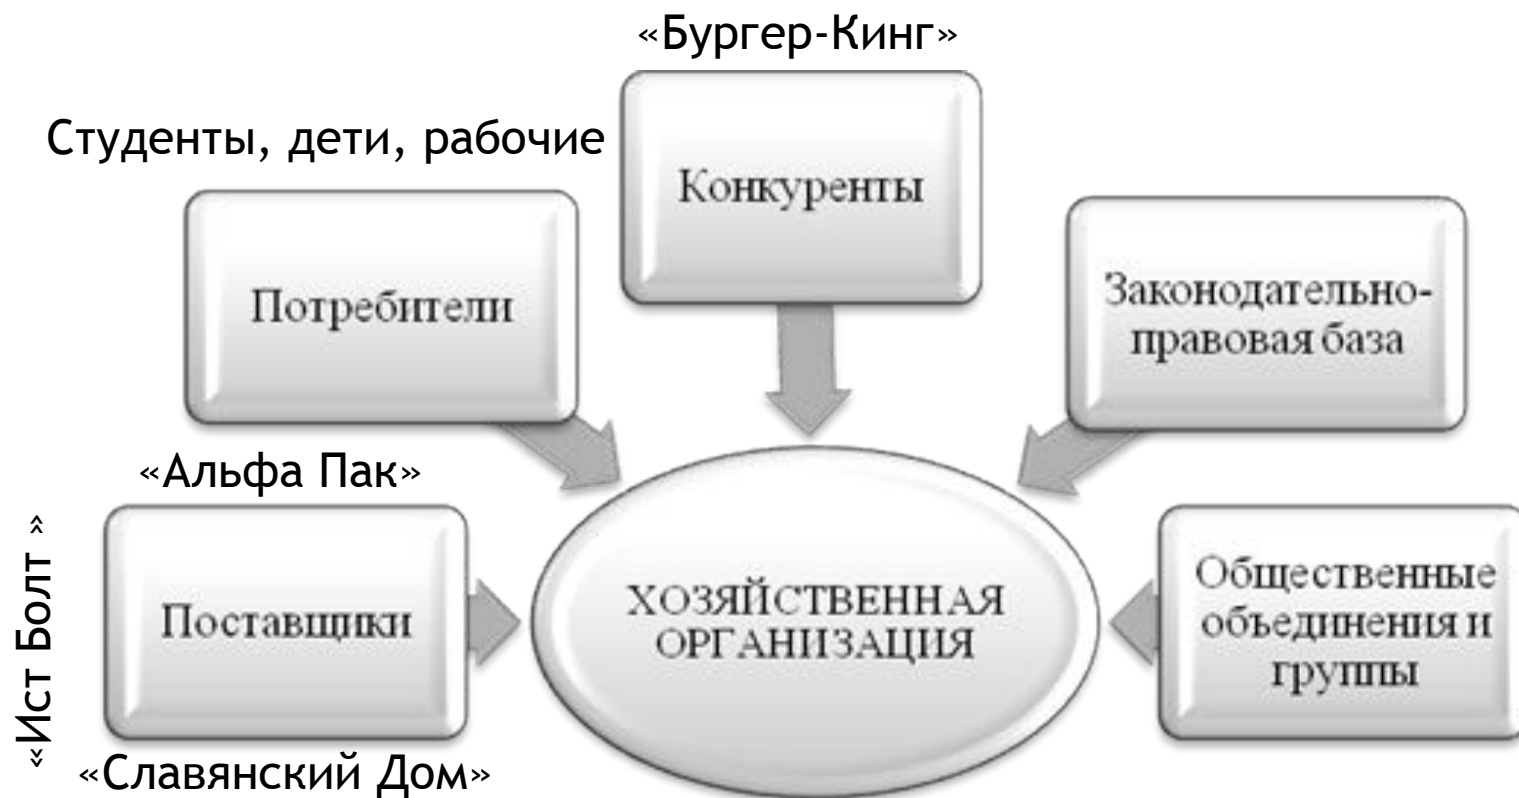 «Бургер-Кинг»
Студенты, дети, рабочие
Конкуренты
Потребители
Законодательно-
правовая база
«Альфа Пак»
«Ист Болт »
Поставщики
ХОЗЯЙСТВЕННАЯ
ОРГАНИЗАЦИЯ
Общественные
объединения и
группы
«Славянский Дом»